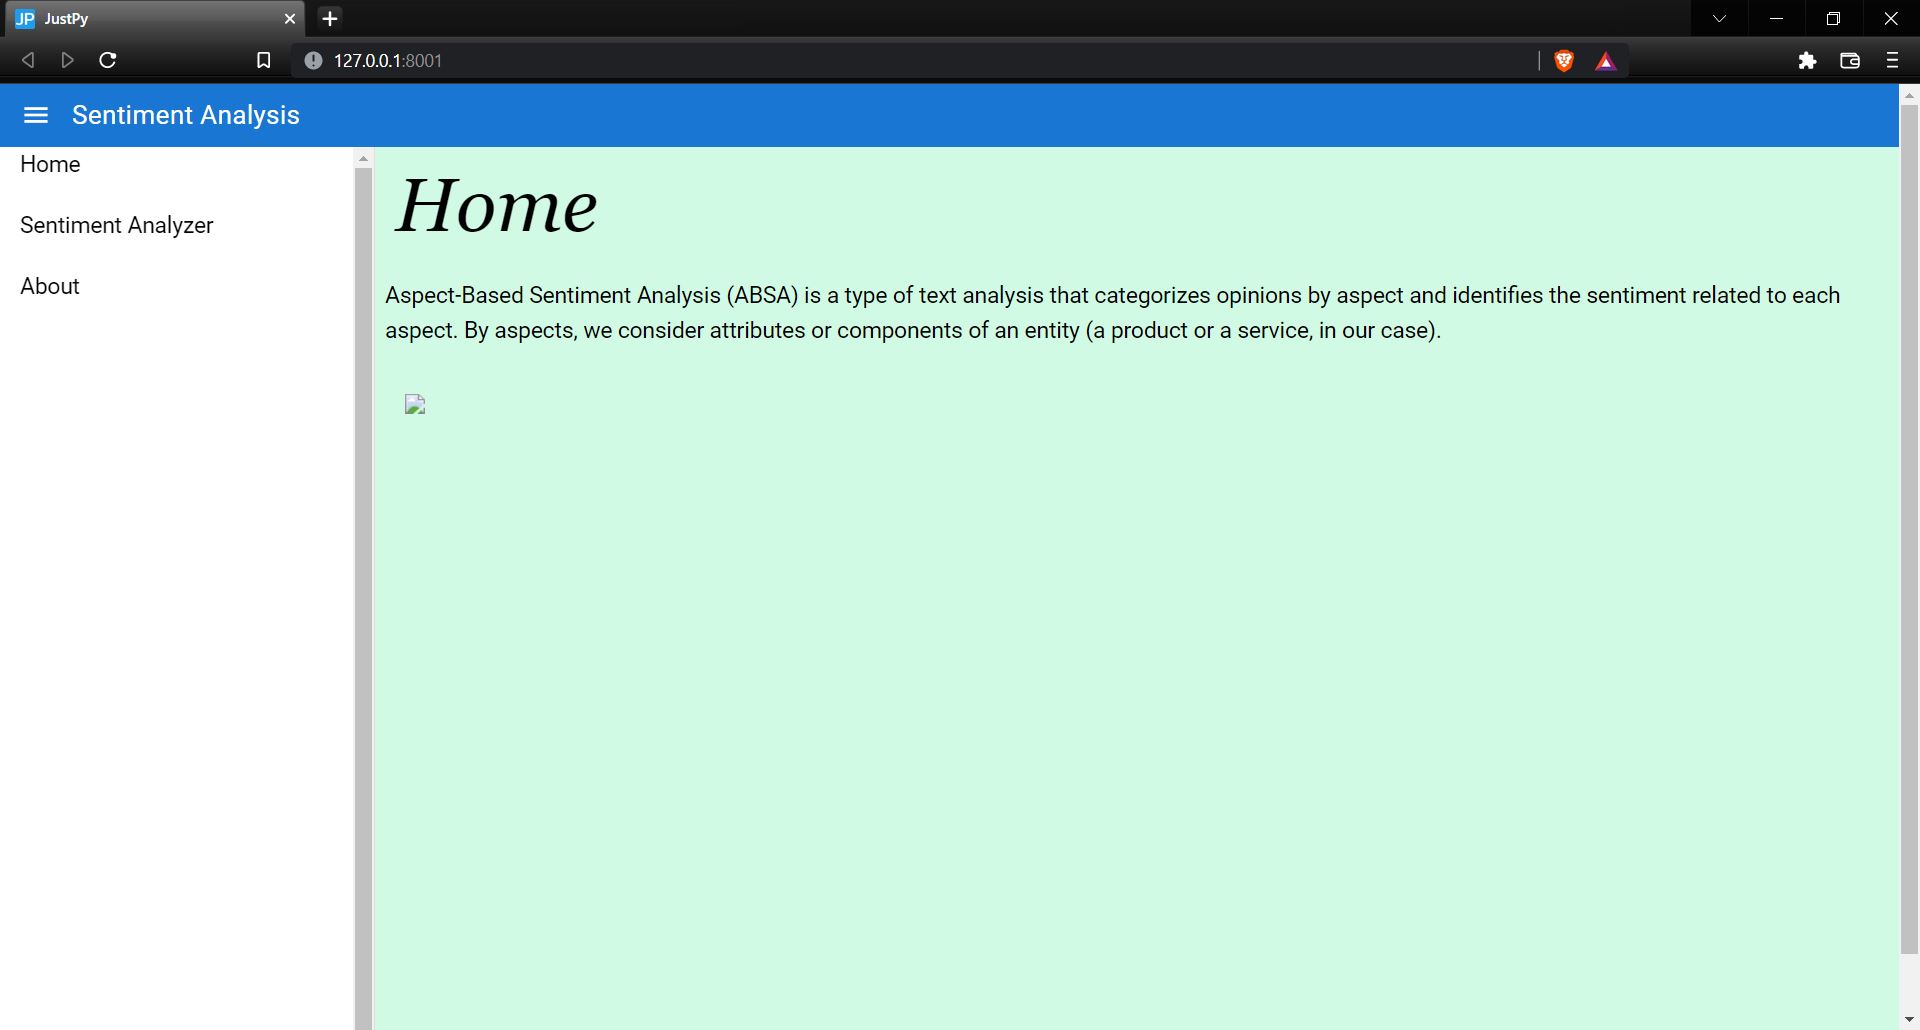 JP JustPy
127.0.0.1:8001
Sentiment Analysis
Home
Sentiment Analyzer
About
Home
Aspect-Based Sentiment Analysis (ABSA) is a type of text analysis that categorizes opinions by aspect and identifies the sentiment related to each
aspect. By aspects, we consider attributes or components of an entity (a product or a service, in our case).